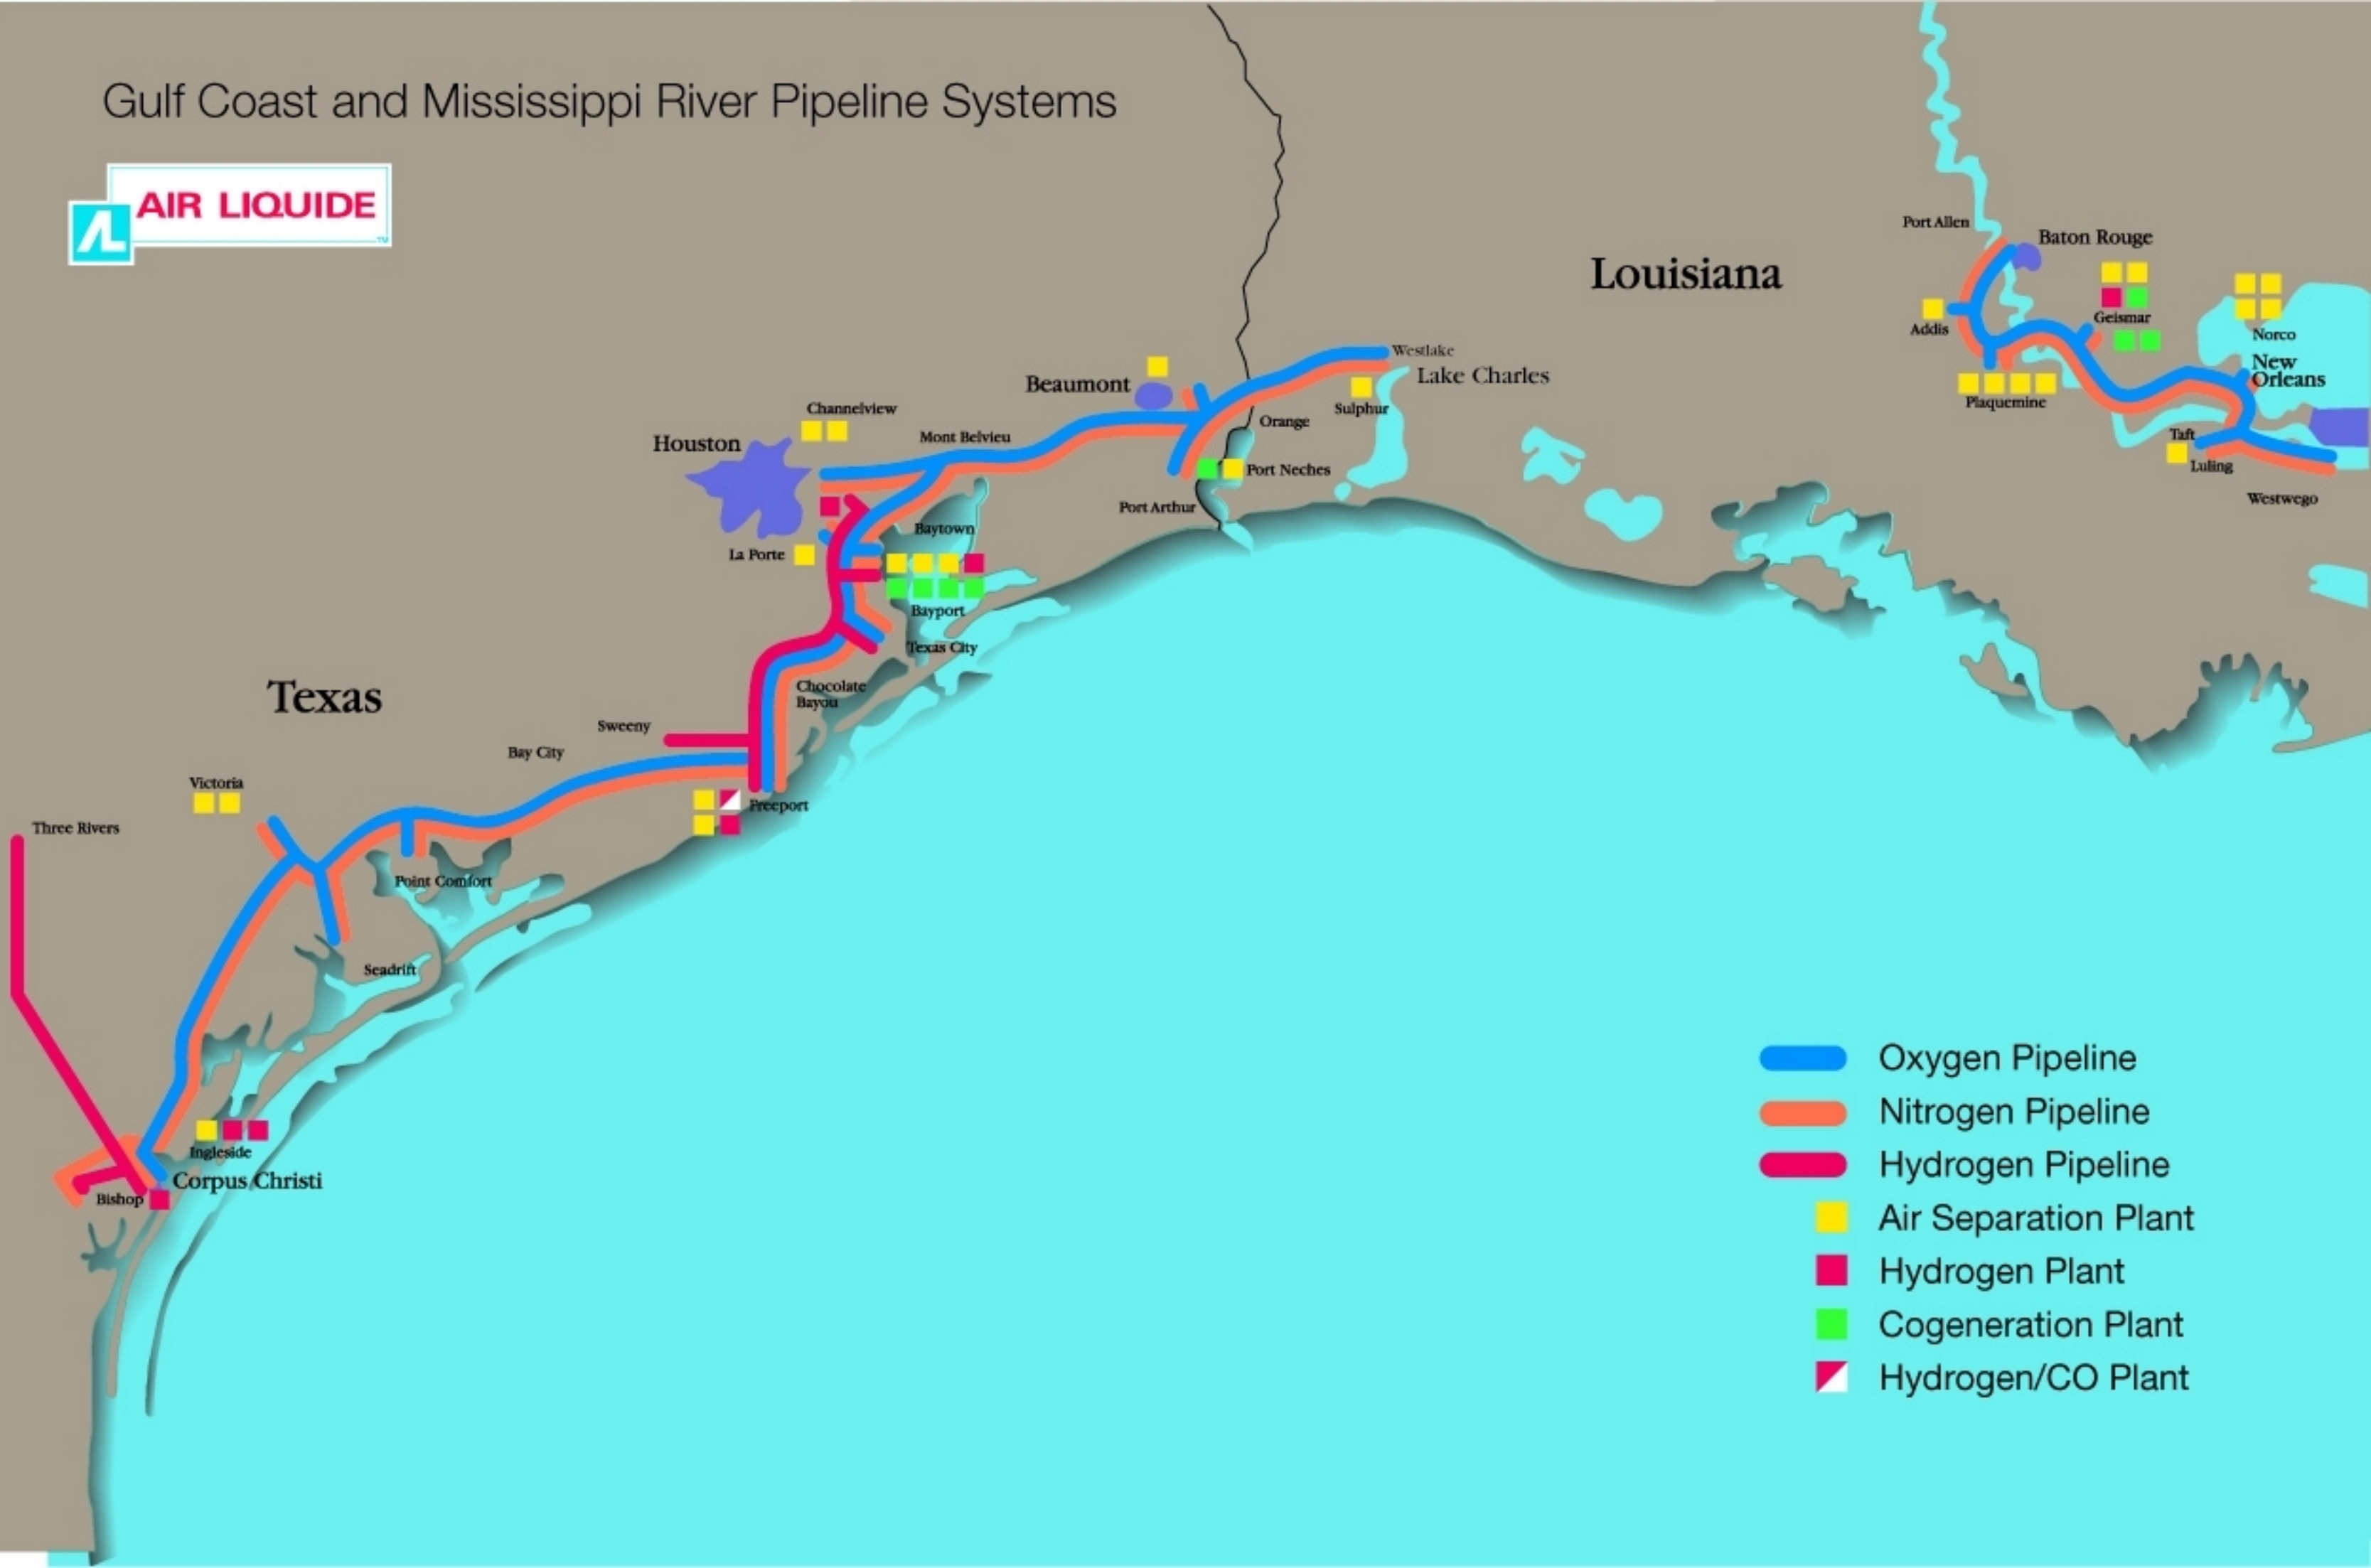 Gulf Coast and Mississippi River Pipeline Systems
AL
AIR LIQUIDE
TM
Port Allen
Baton Rouge
Louisiana
Addis
Geismar
Norco
New
Orleans
Plaquemine
Taft
Luling
Westwego
Westlake
Lake Charles
Beaumont
Sulphur
Orange
Channelview
Mont Belvieu
Houston
Port Neches
Port Arthur
Baytown
La Porte
Bayport
Texas City
Texas
Chocolate
Bayou
Sweeny
Bay City
Victoria
Freeport
Three Rivers
Point Comfort
Seadrift
Ingleside
Corpus Christi
Bishop
Oxygen Pipeline
Nitrogen Pipeline
Hydrogen Pipeline
Air Separation Plant
Hydrogen Plant
Cogeneration Plant
Hydrogen/CO Plant